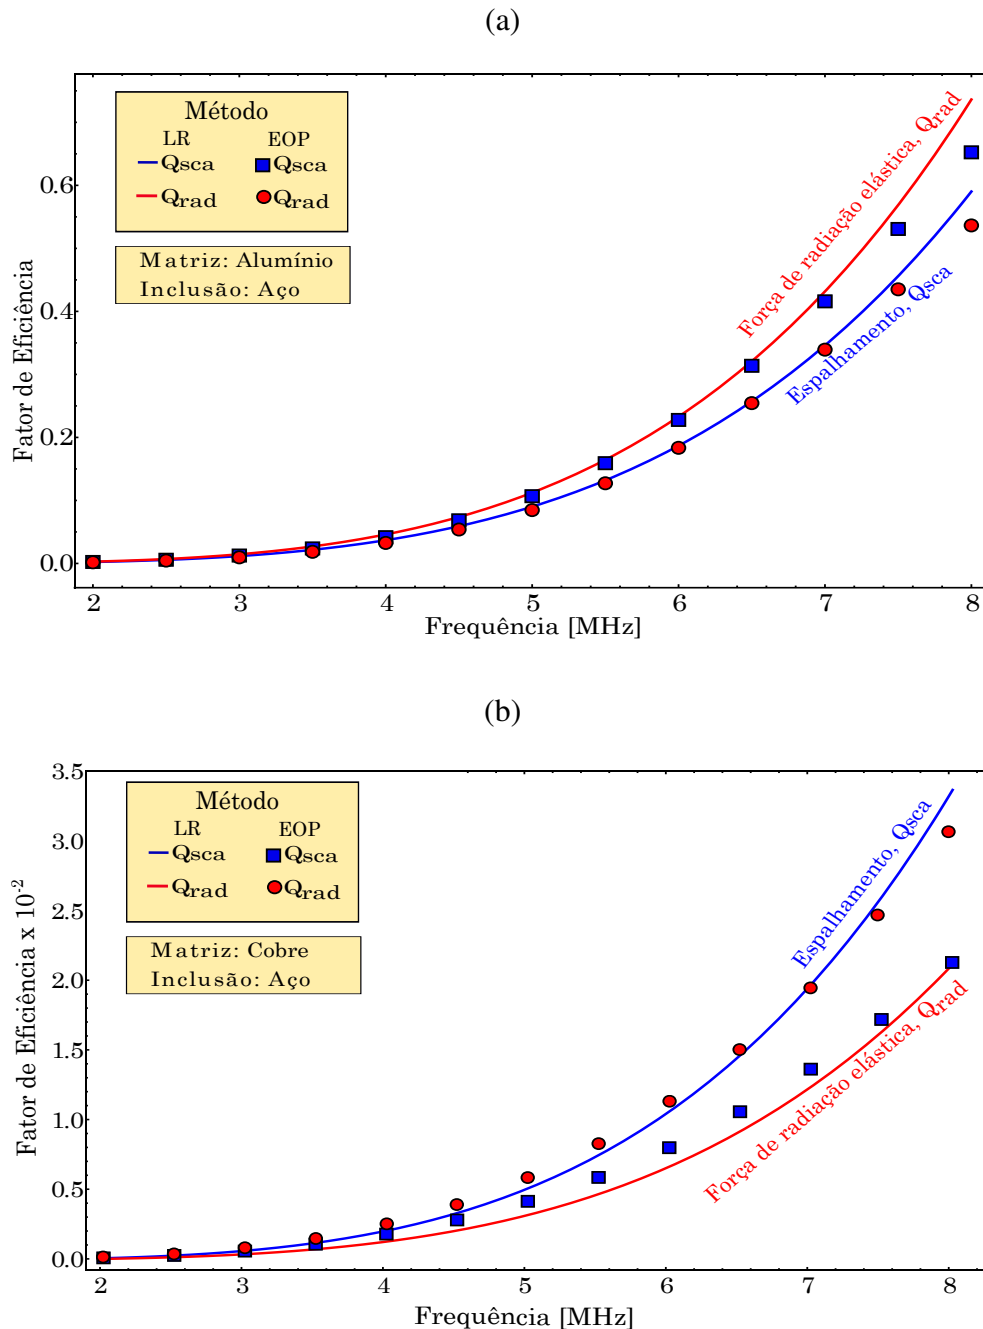 (a)
Método
LR EOP
Qsca Qsca
Qrad Qrad
Matriz: Alumínio
Inclusão: Aço
Força de radiação elástica, Qrad
Espalhamento, Qsca
Fator de Eficiência
0.6
0.4
0.2
0.0
2 3 4 5 6 7 8
Frequência [MHz]
(b)
Método
LR EOP
Qsca Qsca
Qrad Qrad
Matriz: Cobre
Inclusão: Aço
Espalhamento, Qsca
Força de radiação elástica, Qrad
Fator de Eficiência x 10⁻²
3.5
3.0
2.5
2.0
1.5
1.0
0.5
0.0
2 3 4 5 6 7 8
Frequência [MHz]